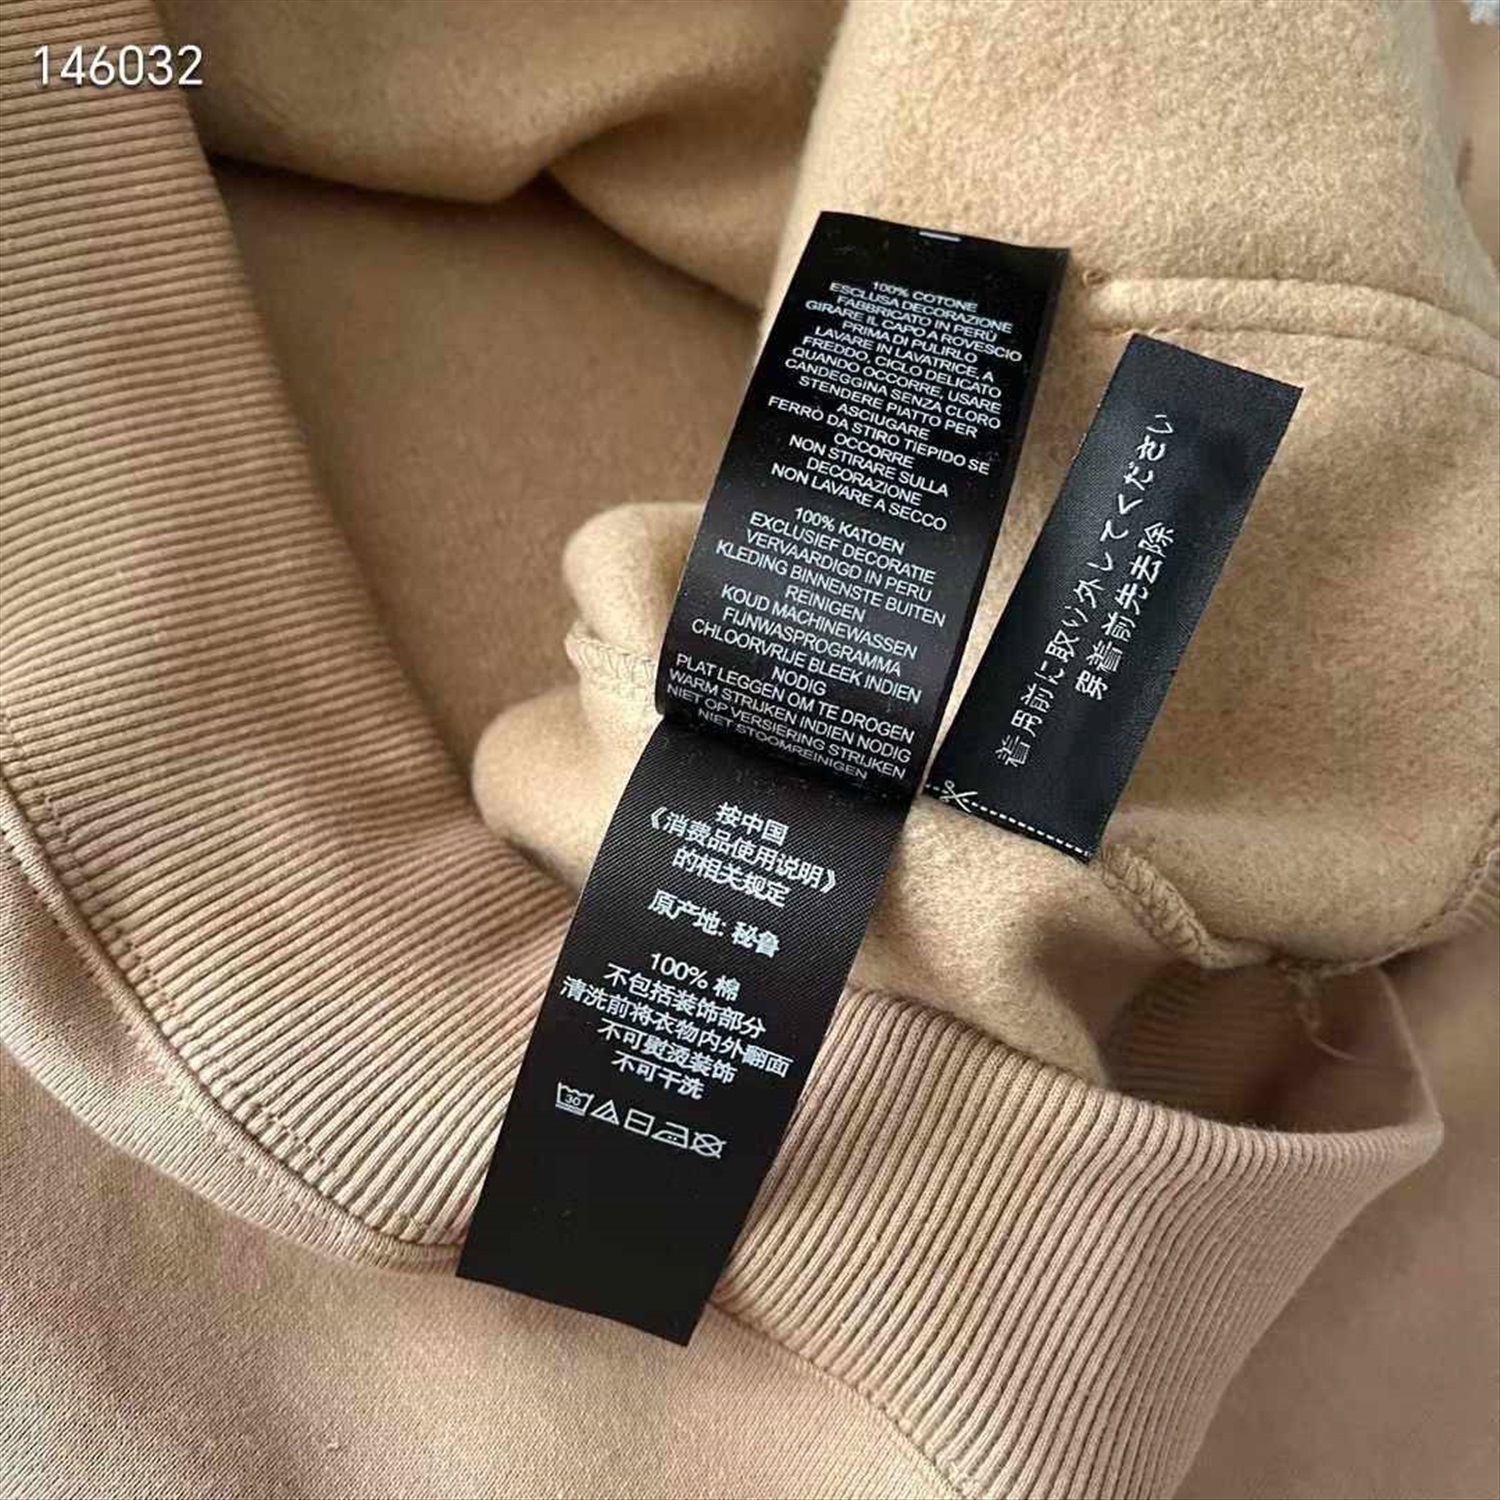 146032
100% COTONE
ESCLUSA DECORAZIONE
FABBRICATO IN PERÙ
GIRARE IL CAPO A ROVESCIO
PRIMA DI PULIRLO
LAVARE IN LAVATRICE, A
FREDDO, CICLO DELICATO
QUANDO OCCORRE, USARE
CANDEGGINA SENZA CLORO
STENDERE PIATTO PER
ASCIUGARE
FERRO DA STIRO TIEPIDO SE
OCCORRE
NON STIRARE SULLA
DECORAZIONE
NON LAVARE A SECCO
100% KATOEN
EXCLUSIEF DECORATIE
VERVAARDIGD IN PERU
KLEDING BINNENSTE BUITEN
REINIGEN
KOUD MACHINEWASSEN
FIJNWASPROGRAMMA
CHLOORVRIJE BLEEK INDIEN
NODIG
PLAT LEGGEN OM TE DROGEN
WARM STRIJKEN INDIEN NODIG
NIET OP VERSIERING STRIJKEN
NIET STOOMREINIGEN
按中国
《消费品使用说明》
的相关规定
原产地: 秘鲁
100% 棉
不包括装饰部分
清洗前将衣物内外翻面
不可熨烫装饰
不可干洗
30
着用前に取り外してください
穿着前先去除